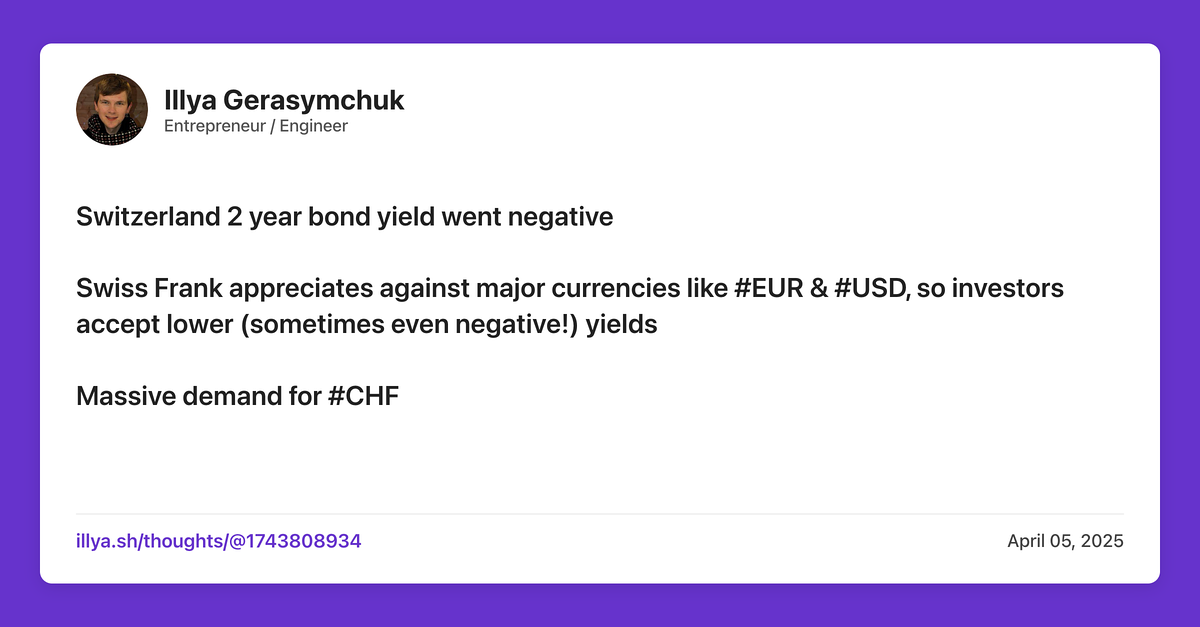 Illya Gerasymchuk
Entrepreneur / Engineer
Switzerland 2 year bond yield went negative
Swiss Frank appreciates against major currencies like #EUR & #USD, so investors
accept lower (sometimes even negative!) yields
Massive demand for #CHF
illya.sh/thoughts/@1743808934
April 05, 2025